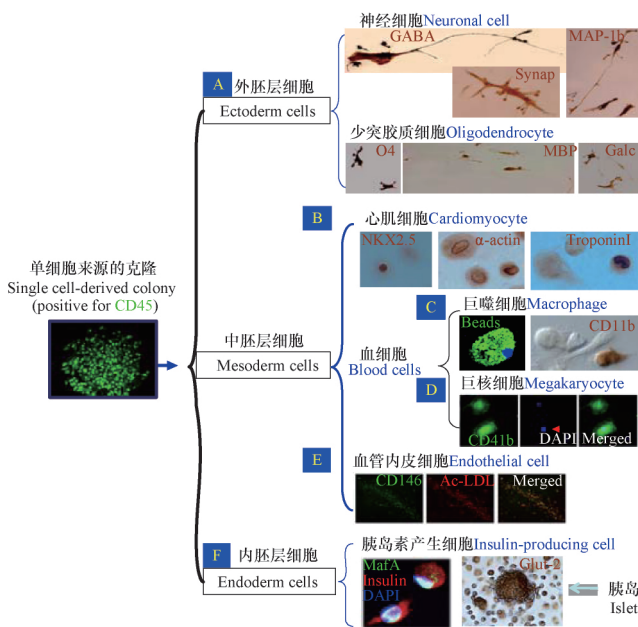 神经细胞Neuronal cell
GABA
MAP-1b
Synap
A 外胚层细胞
Ectoderm cells
少突胶质细胞Oligodendrocyte
O4
MBP
Galc
B
心肌细胞Cardiomyocyte
NKX2.5
α-actin
TroponinI
单细胞来源的克隆
Single cell-derived colony
(positive for CD45)
中胚层细胞
Mesoderm cells
C
巨噬细胞Macrophage
Beads
CD11b
血细胞
Blood cells
D
巨核细胞Megakaryocyte
CD41b
DAPI
Merged
E
血管内皮细胞Endothelial cell
CD146
Ac-LDL
Merged
F 内胚层细胞
Endoderm cells
胰岛素产生细胞Insulin-producing cell
MafA
Insulin
DAPI
Glut-2
胰岛
Islet